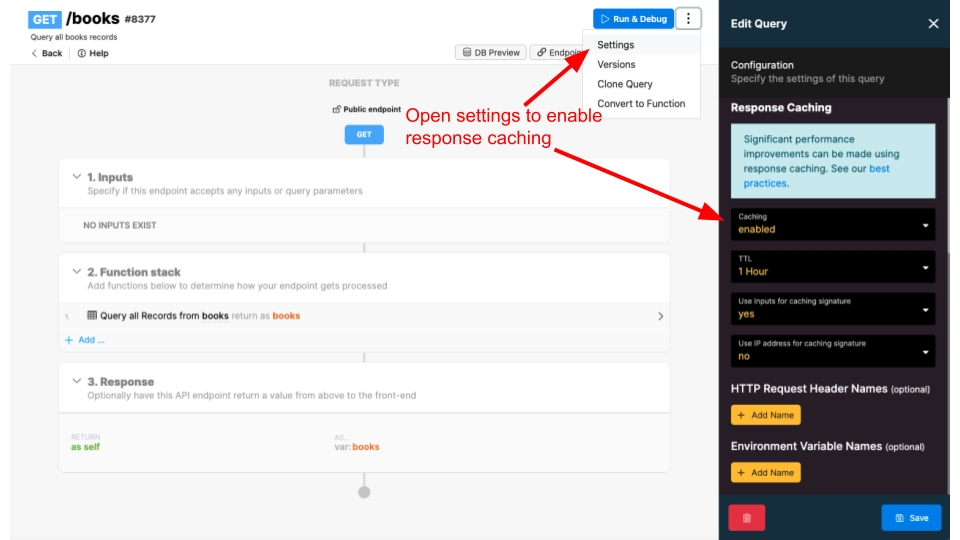 GET /books #8377
Query all books records
Back
Help
Run & Debug
DB Preview
Endpoint
Settings
Versions
Clone Query
Convert to Function
REQUEST TYPE
Public endpoint
GET
Open settings to enable
response caching
1. Inputs
Specify if this endpoint accepts any inputs or query parameters
NO INPUTS EXIST
2. Function stack
Add functions below to determine how your endpoint gets processed
1. Query all Records from books return as books
+ Add ...
3. Response
Optionally have this API endpoint return a value from above to the front-end
RETURN
as self
AS...
var: books
Edit Query
Configuration
Specify the settings of this query
Response Caching
Significant performance
improvements can be made using
response caching. See our best
practices.
Caching
enabled
TTL
1 Hour
Use Inputs for caching signature
yes
Use IP address for caching signature
no
HTTP Request Header Names (optional)
+ Add Name
Environment Variable Names (optional)
+ Add Name
Save